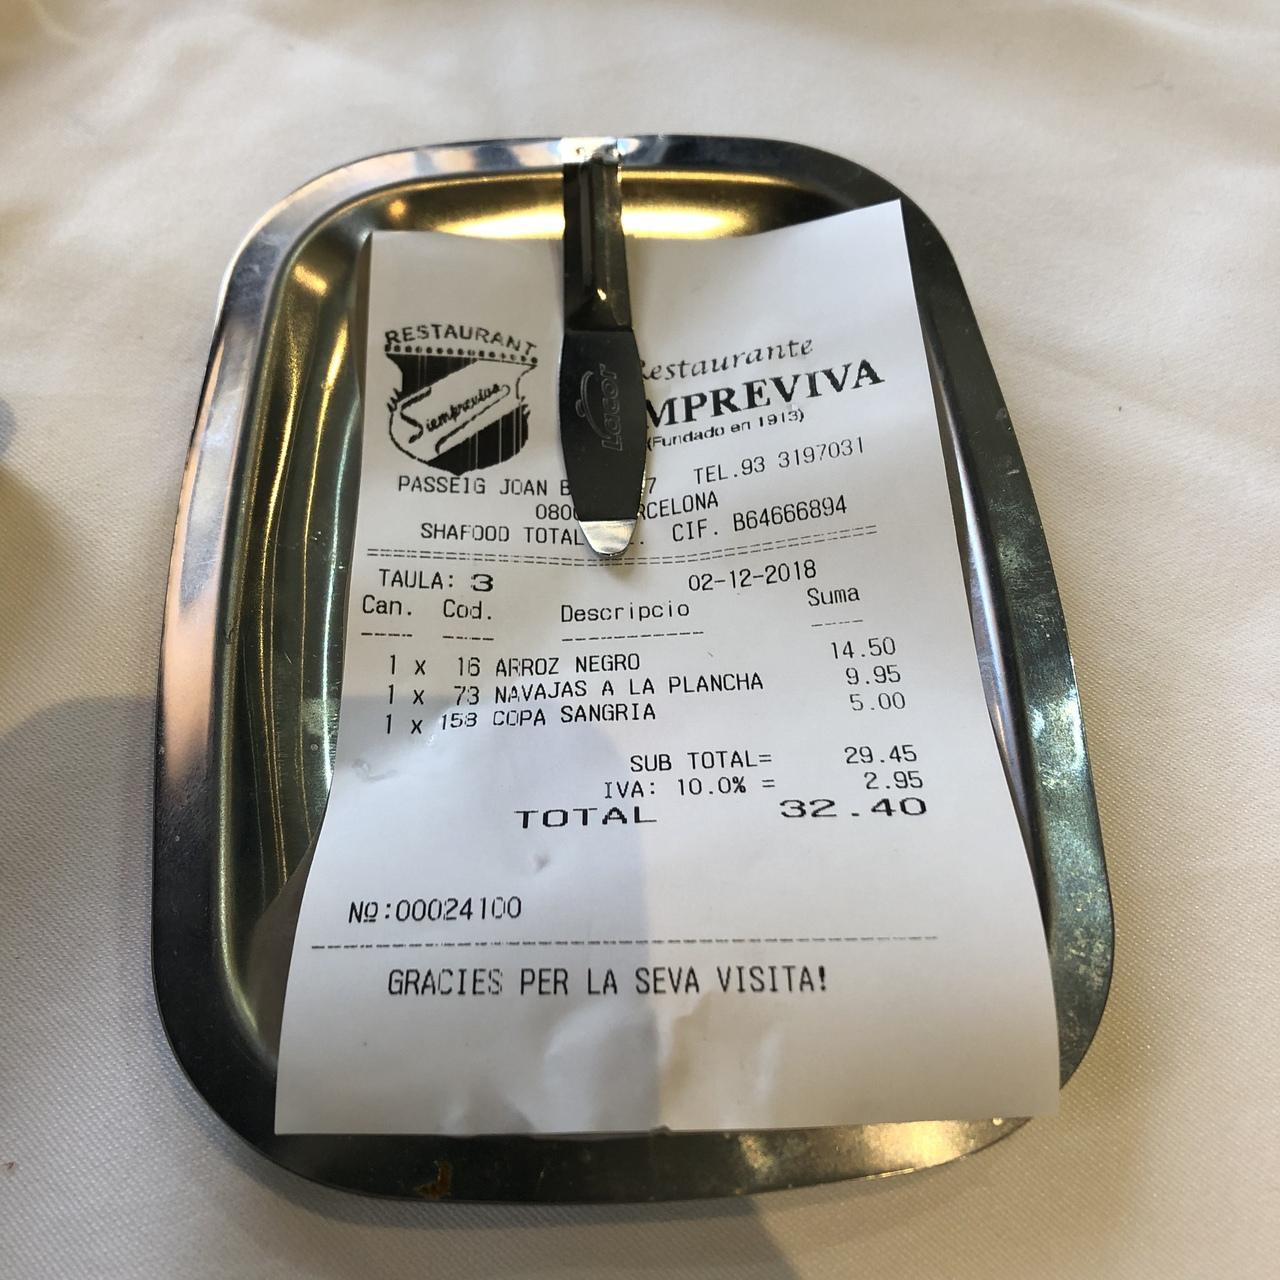 RESTAURANT
Siempreviva
Restaurante
MPREVIVA
(Fundado en 1913)
Lacor
PASSEIG JOAN B 7 TEL.93 3197031
080 RCELONA
SHAFOOD TOTAL . CIF. B64666894
TAULA: 3 02-12-2018
Can. Cod. Descripcio Suma
1 x 16 ARROZ NEGRO 14.50
1 x 73 NAVAJAS A LA PLANCHA 9.95
1 x 158 COPA SANGRIA 5.00
SUB TOTAL= 29.45
IVA: 10.0% = 2.95
TOTAL 32.40
Nº:00024100
GRACIES PER LA SEVA VISITA!